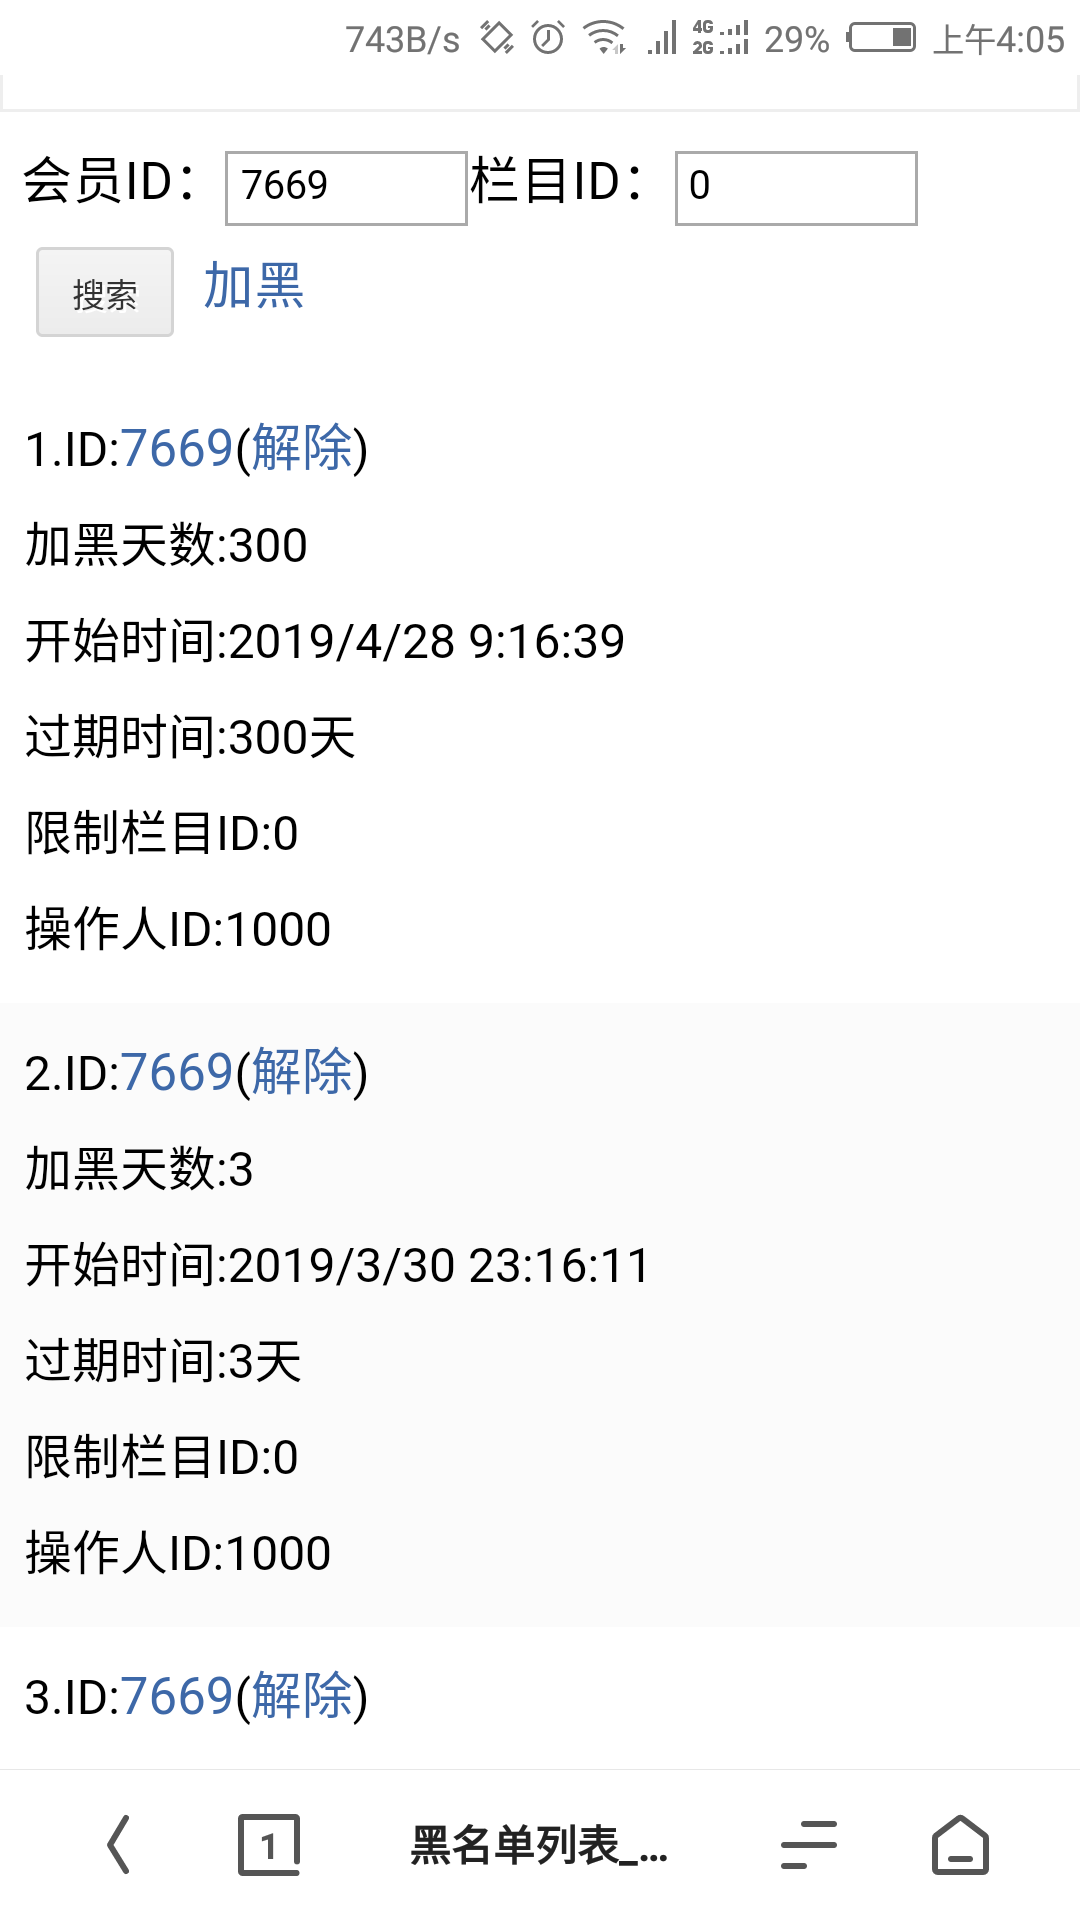 743B/s 4G 2G 29% 上午4:05
会员ID： 7669 栏目ID： 0
搜索 加黑
1.ID:7669(解除)
加黑天数:300
开始时间:2019/4/28 9:16:39
过期时间:300天
限制栏目ID:0
操作人ID:1000
2.ID:7669(解除)
加黑天数:3
开始时间:2019/3/30 23:16:11
过期时间:3天
限制栏目ID:0
操作人ID:1000
3.ID:7669(解除)
1 黑名单列表_...